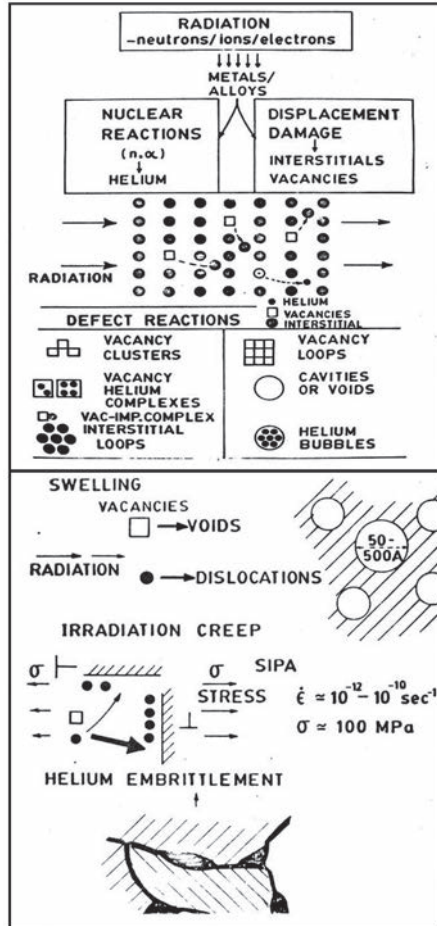 RADIATION
-neutrons/ions/electrons
METALS/
ALLOYS
NUCLEAR
REACTIONS
(n.α)
HELIUM
DISPLACEMENT
DAMAGE
INTERSTITIALS
VACANCIES
RADIATION
HELIUM
VACANCIES
INTERSTITIAL
DEFECT REACTIONS
VACANCY
CLUSTERS
VACANCY
HELIUM
COMPLEXES
VAC-IMP.COMPLEX
INTERSTITIAL
LOOPS
VACANCY
LOOPS
CAVITIES
OR VOIDS
HELIUM
BUBBLES
SWELLING
VACANCIES
VOIDS
RADIATION
DISLOCATIONS
50-
500A
IRRADIATION CREEP
σ
σ
SIPA
STRESS
ε̇ ≃ 10⁻¹²– 10⁻¹⁰ sec⁻¹
σ ≃ 100 MPa
HELIUM EMBRITTLEMENT